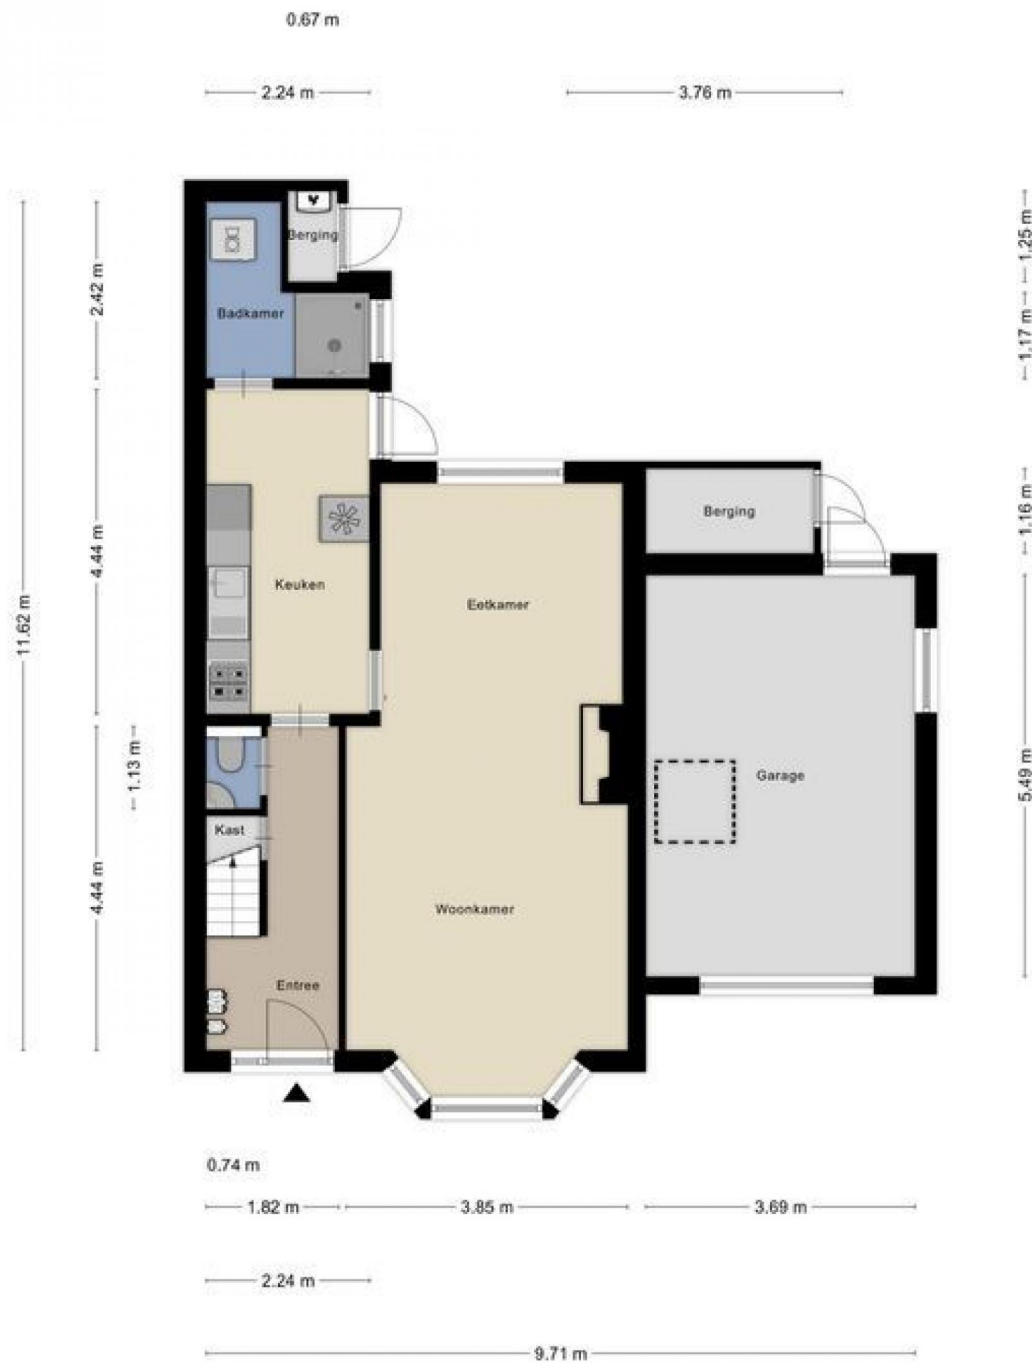 0.67 m
2.24 m
3.76 m
Berging
Badkamer
2.42 m
1.25 m
1.17 m
Berging
1.16 m
Keuken
Eetkamer
4.44 m
11.62 m
1.13 m
Garage
5.49 m
Kast
Woonkamer
4.44 m
Entree
0.74 m
1.82 m
3.85 m
3.69 m
2.24 m
9.71 m